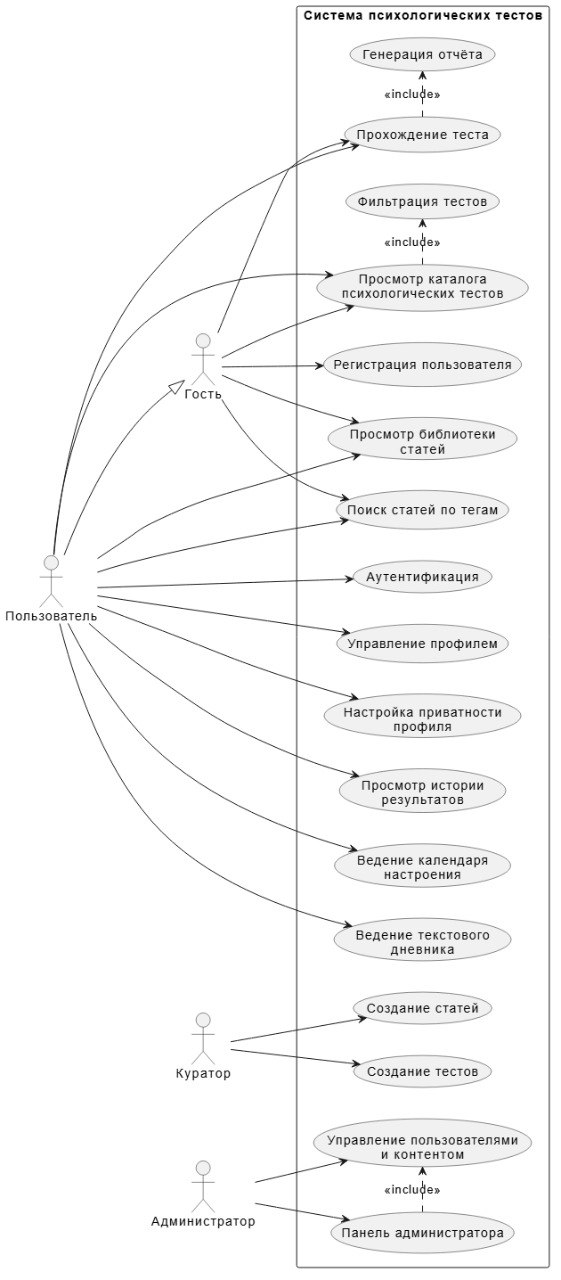 Система психологических тестов
Генерация отчёта
«include»
Прохождение теста
Фильтрация тестов
«include»
Просмотр каталога
психологических тестов
Регистрация пользователя
Гость
Просмотр библиотеки
статей
Поиск статей по тегам
Аутентификация
Пользователь
Управление профилем
Настройка приватности
профиля
Просмотр истории
результатов
Ведение календаря
настроения
Ведение текстового
дневника
Создание статей
Куратор
Создание тестов
Управление пользователями
и контентом
«include»
Администратор
Панель администратора